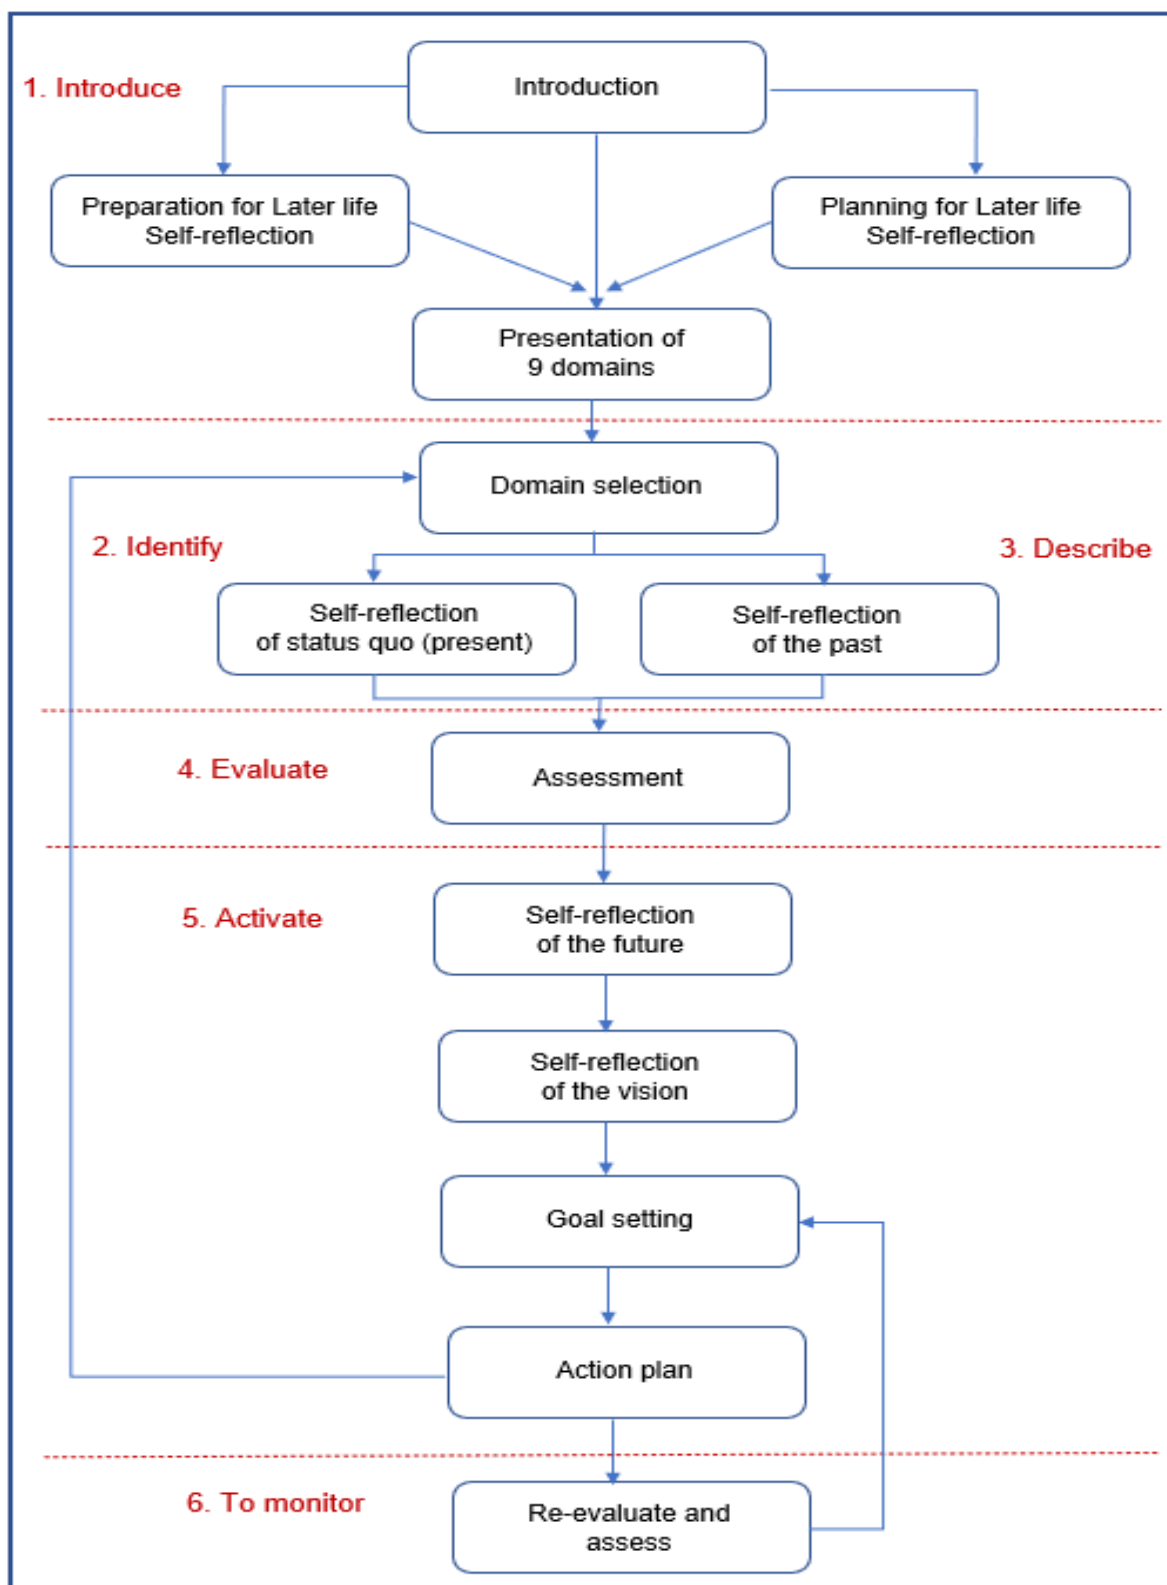 1. Introduce
Introduction
Preparation for Later life
Self-reflection
Planning for Later life
Self-reflection
Presentation of
9 domains
Domain selection
2. Identify
3. Describe
Self-reflection
of status quo (present)
Self-reflection
of the past
4. Evaluate
Assessment
5. Activate
Self-reflection
of the future
Self-reflection
of the vision
Goal setting
Action plan
6. To monitor
Re-evaluate and
assess